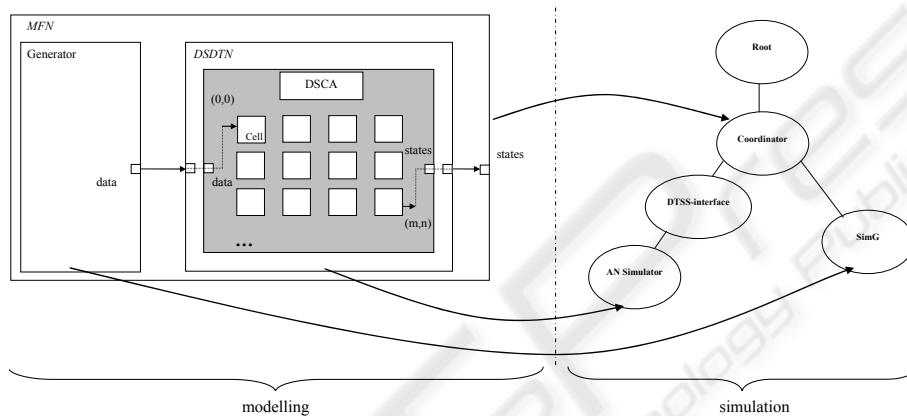 MFN
Generator
DSDTN
DSCA
(0,0)
Cell
data
data
states
states
(m,n)
...
Root
Coordinator
DTSS-interface
AN Simulator
SimG
modelling
simulation